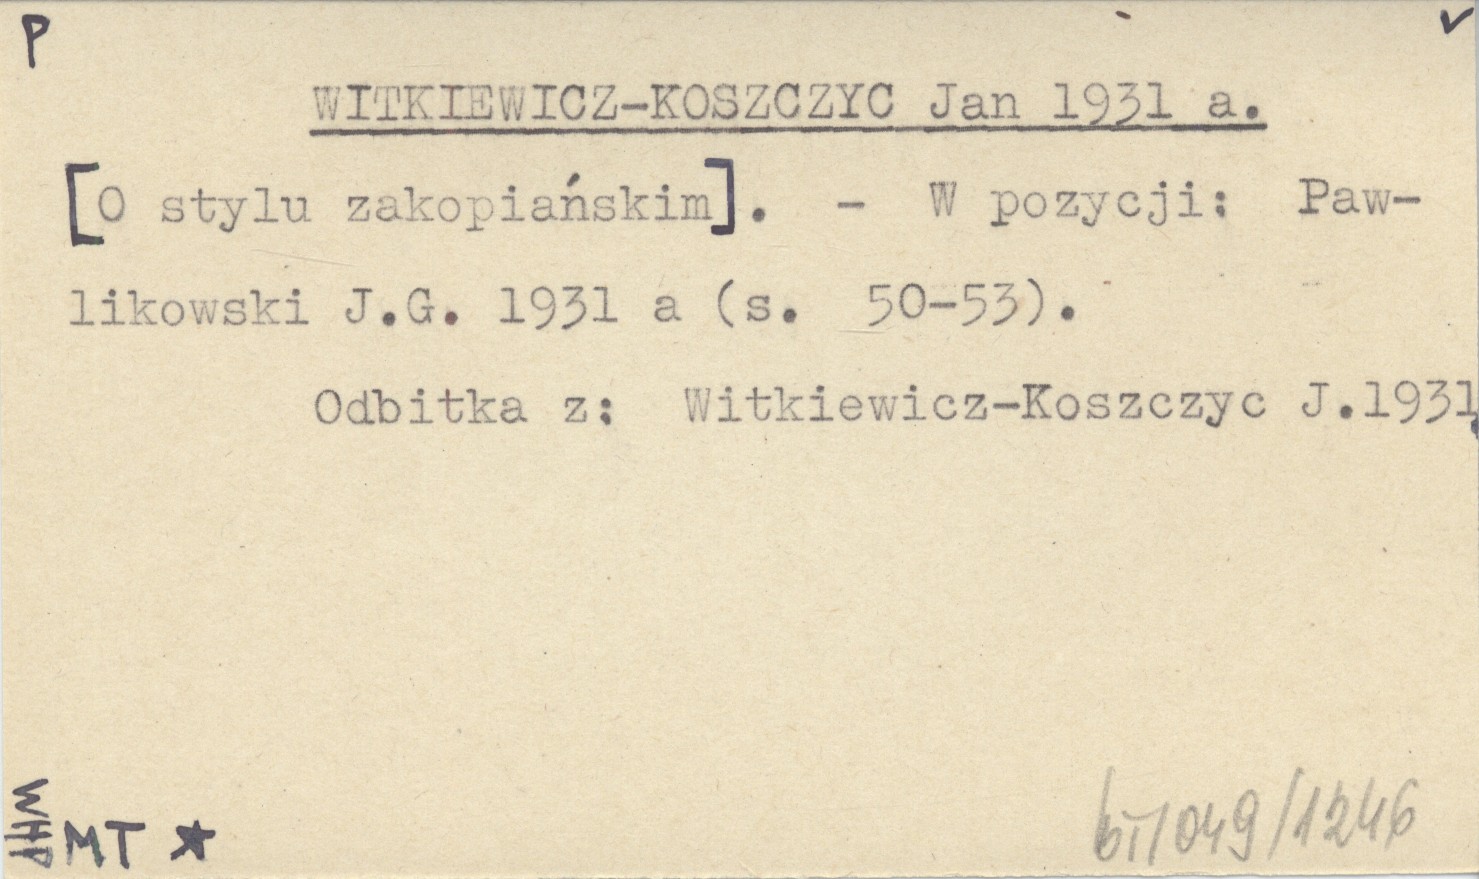 P
WITKIEWICZ-KOSZCZYC Jan 1931 a.
[O stylu zakopiańskim]. - W pozycji: Paw-
likowski J.G. 1931 a (s. 50-53).
Odbitka z: Witkiewicz-Koszczyc J.1931.
MT ★
/049/1246